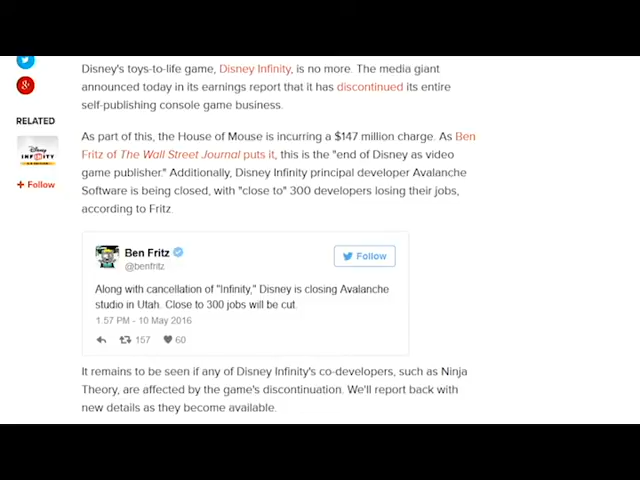 Disney's toys-to-life game, Disney Infinity, is no more. The media giant
announced today in its earnings report that it has discontinued its entire
self-publishing console game business.
RELATED
Disney
INFINITY
+ Follow
As part of this, the House of Mouse is incurring a $147 million charge. As Ben
Fritz of The Wall Street Journal puts it, this is the "end of Disney as video
game publisher." Additionally, Disney Infinity principal developer Avalanche
Software is being closed, with "close to" 300 developers losing their jobs,
according to Fritz.
Ben Fritz
@benfritz
Follow
Along with cancellation of "Infinity," Disney is closing Avalanche
studio in Utah. Close to 300 jobs will be cut.
1:57 PM - 10 May 2016
157 60
It remains to be seen if any of Disney Infinity's co-developers, such as Ninja
Theory, are affected by the game's discontinuation. We'll report back with
new details as they become available.